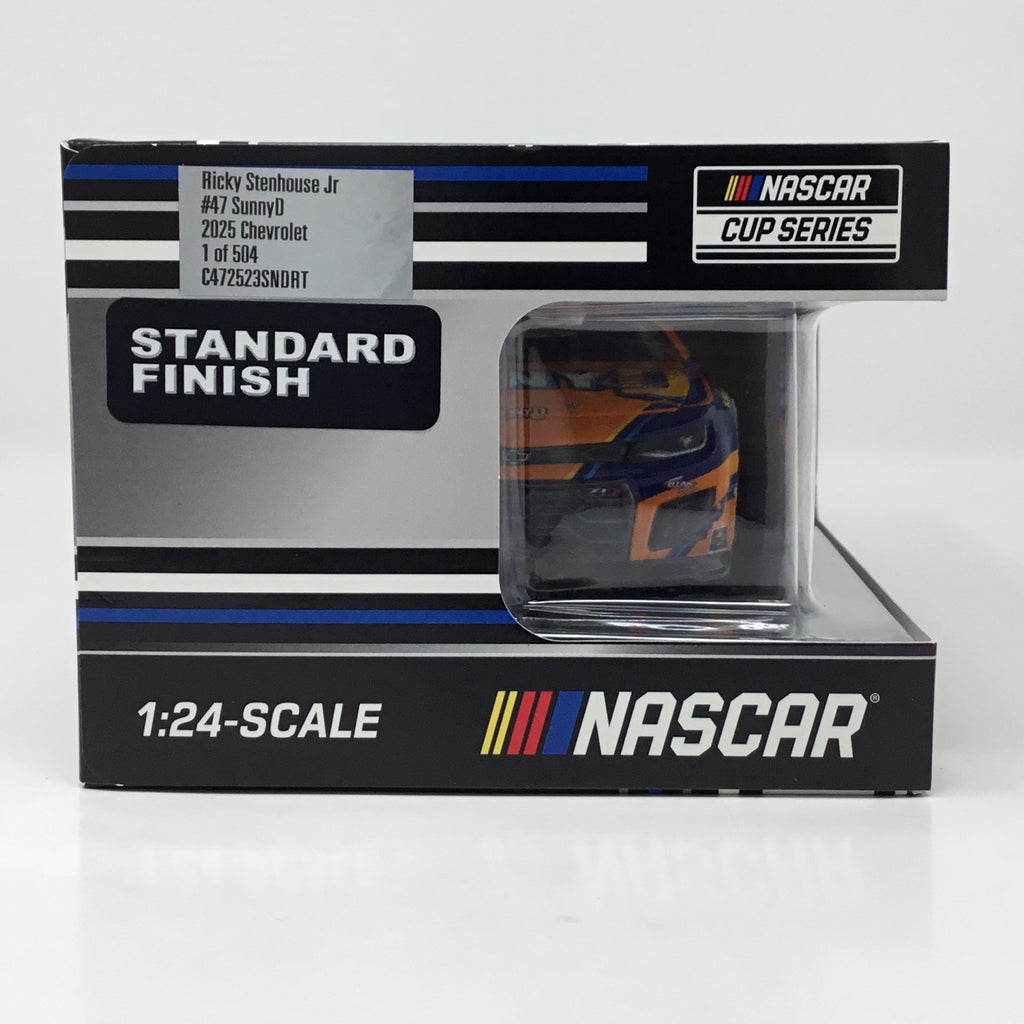 Ricky Stenhouse Jr
#47 SunnyD
2025 Chevrolet
1 of 504
C472523SNDRT
NASCAR
CUP SERIES
STANDARD
FINISH
1:24-SCALE
NASCAR®